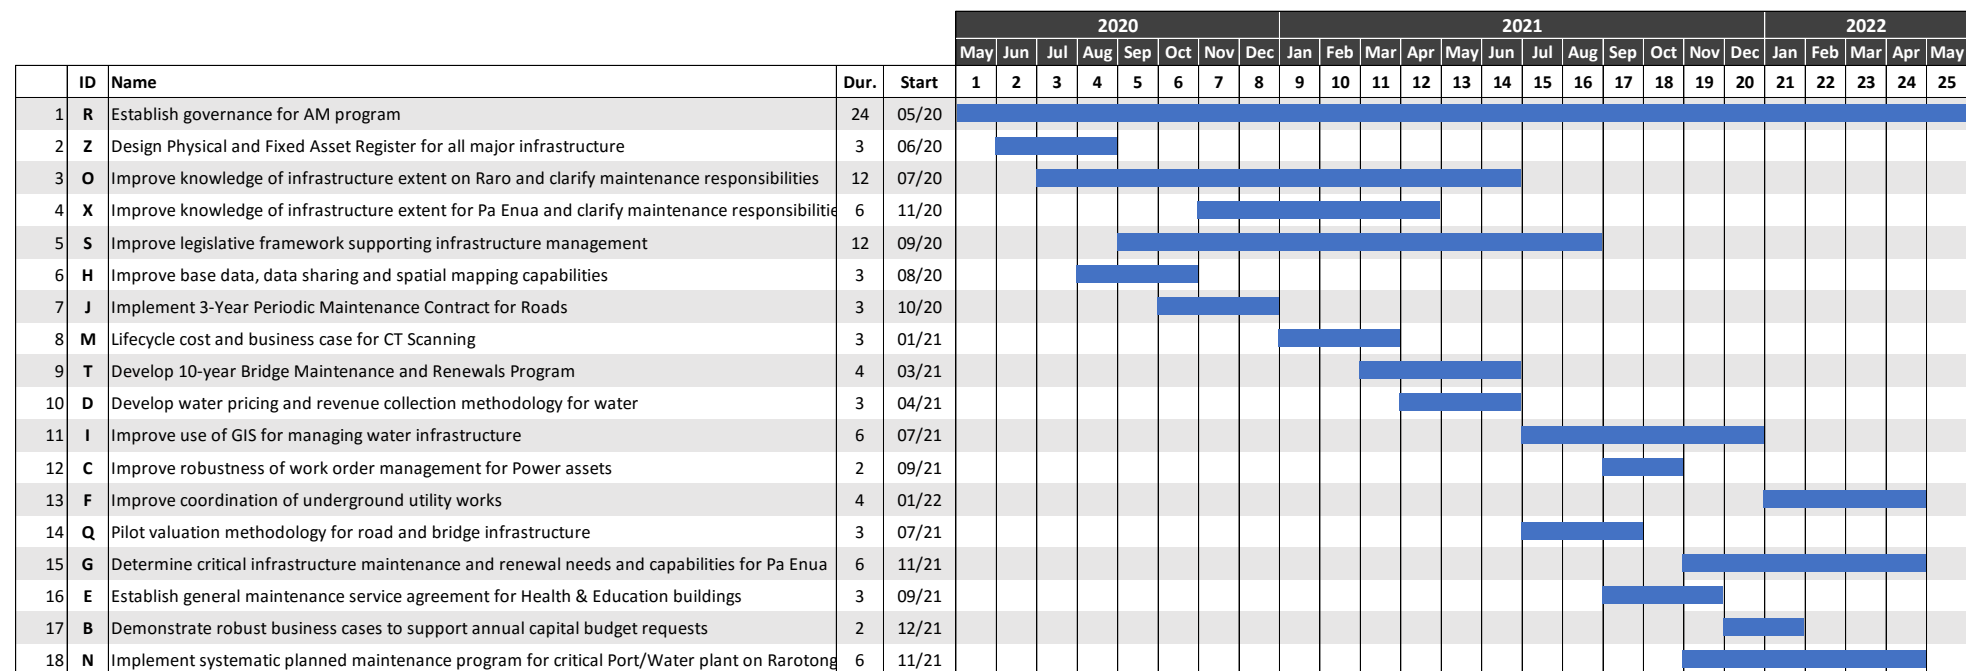 2020 2021 2022
May Jun Jul Aug Sep Oct Nov Dec Jan Feb Mar Apr May Jun Jul Aug Sep Oct Nov Dec Jan Feb Mar Apr May
ID Name Dur. Start 1 2 3 4 5 6 7 8 9 10 11 12 13 14 15 16 17 18 19 20 21 22 23 24 25
1 R Establish governance for AM program 24 05/20
2 Z Design Physical and Fixed Asset Register for all major infrastructure 3 06/20
3 O Improve knowledge of infrastructure extent on Raro and clarify maintenance responsibilities 12 07/20
4 X Improve knowledge of infrastructure extent for Pa Enua and clarify maintenance responsibilitie 6 11/20
5 S Improve legislative framework supporting infrastructure management 12 09/20
6 H Improve base data, data sharing and spatial mapping capabilities 3 08/20
7 J Implement 3-Year Periodic Maintenance Contract for Roads 3 10/20
8 M Lifecycle cost and business case for CT Scanning 3 01/21
9 T Develop 10-year Bridge Maintenance and Renewals Program 4 03/21
10 D Develop water pricing and revenue collection methodology for water 3 04/21
11 I Improve use of GIS for managing water infrastructure 6 07/21
12 C Improve robustness of work order management for Power assets 2 09/21
13 F Improve coordination of underground utility works 4 01/22
14 Q Pilot valuation methodology for road and bridge infrastructure 3 07/21
15 G Determine critical infrastructure maintenance and renewal needs and capabilities for Pa Enua 6 11/21
16 E Establish general maintenance service agreement for Health & Education buildings 3 09/21
17 B Demonstrate robust business cases to support annual capital budget requests 2 12/21
18 N Implement systematic planned maintenance program for critical Port/Water plant on Rarotong 6 11/21